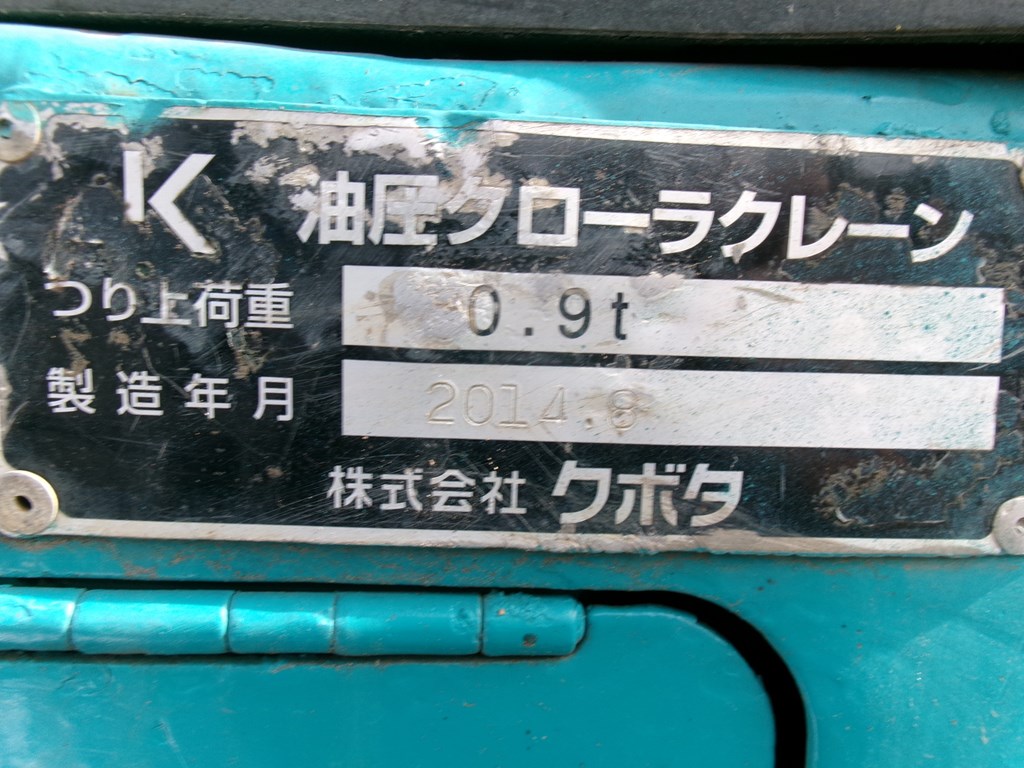 K 油圧クローラクレーン
つり上荷重 0.9t
製造年月 2014.8
株式会社 クボタ